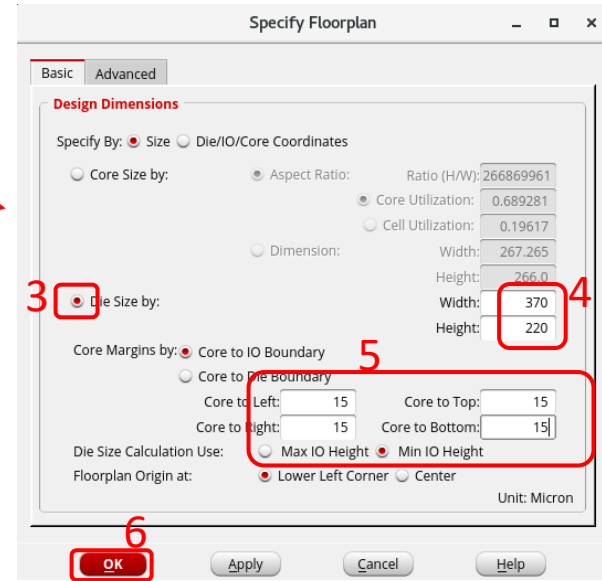 Specify Floorplan
Basic Advanced
Design Dimensions
Specify By: Size Die/IO/Core Coordinates
Core Size by: Aspect Ratio: Ratio (H/W): 266869961
Core Utilization: 0.689281
Cell Utilization: 0.19617
Dimension: Width: 267.265
Height: 266.0
3 Die Size by: Width: 370 4
Height: 220
Core Margins by: Core to IO Boundary
5
Core to Die Boundary
Core to Left: 15 Core to Top: 15
Core to Right: 15 Core to Bottom: 15
Die Size Calculation Use: Max IO Height Min IO Height
Floorplan Origin at: Lower Left Corner Center
Unit: Micron
6
OK Apply Cancel Help